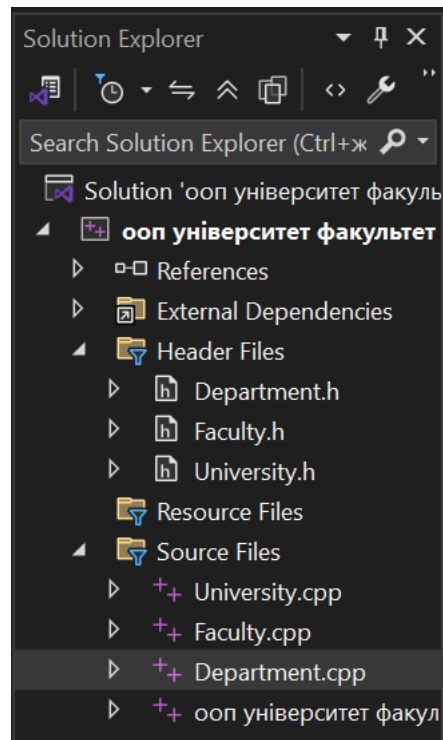 Solution Explorer
Search Solution Explorer (Ctrl+ж
Solution 'ооп університет факуль
ооп університет факультет
References
External Dependencies
Header Files
Department.h
Faculty.h
University.h
Resource Files
Source Files
University.cpp
Faculty.cpp
Department.cpp
ооп університет факул